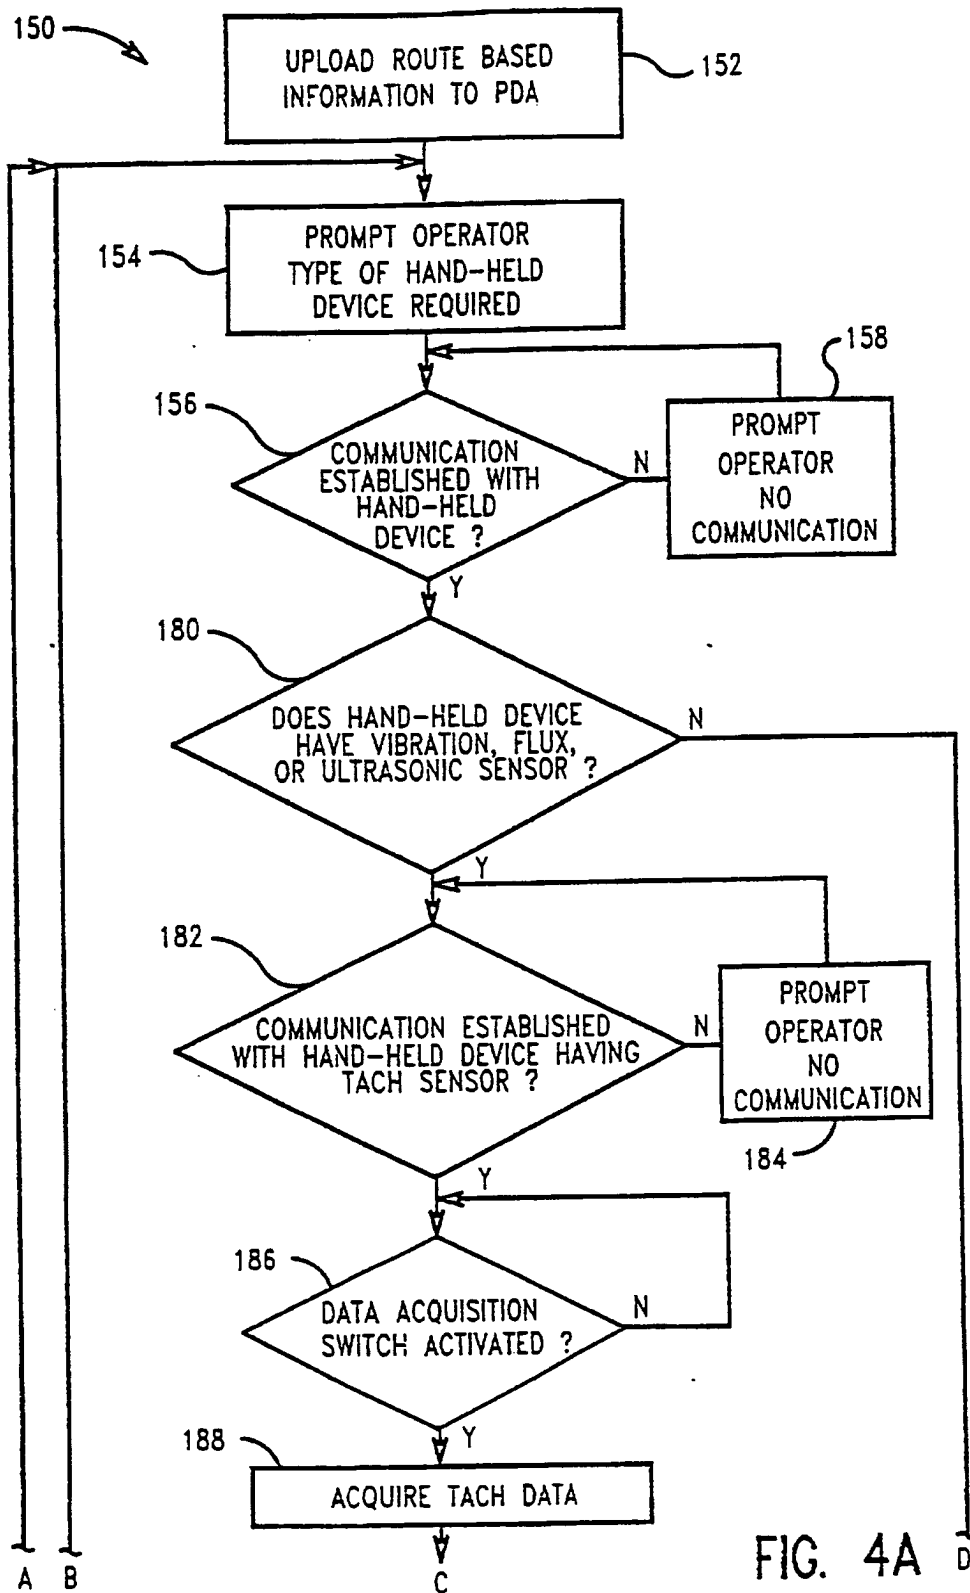 150
UPLOAD ROUTE BASED
INFORMATION TO PDA
152
154
PROMPT OPERATOR
TYPE OF HAND-HELD
DEVICE REQUIRED
158
156
COMMUNICATION
ESTABLISHED WITH
HAND-HELD
DEVICE ?
N
PROMPT
OPERATOR
NO
COMMUNICATION
Y
180
DOES HAND-HELD DEVICE
HAVE VIBRATION, FLUX,
OR ULTRASONIC SENSOR ?
N
Y
182
COMMUNICATION ESTABLISHED
WITH HAND-HELD DEVICE HAVING
TACH SENSOR ?
N
PROMPT
OPERATOR
NO
COMMUNICATION
184
Y
186
DATA ACQUISITION
SWITCH ACTIVATED ?
N
Y
188
ACQUIRE TACH DATA
A
B
C
FIG. 4A
D